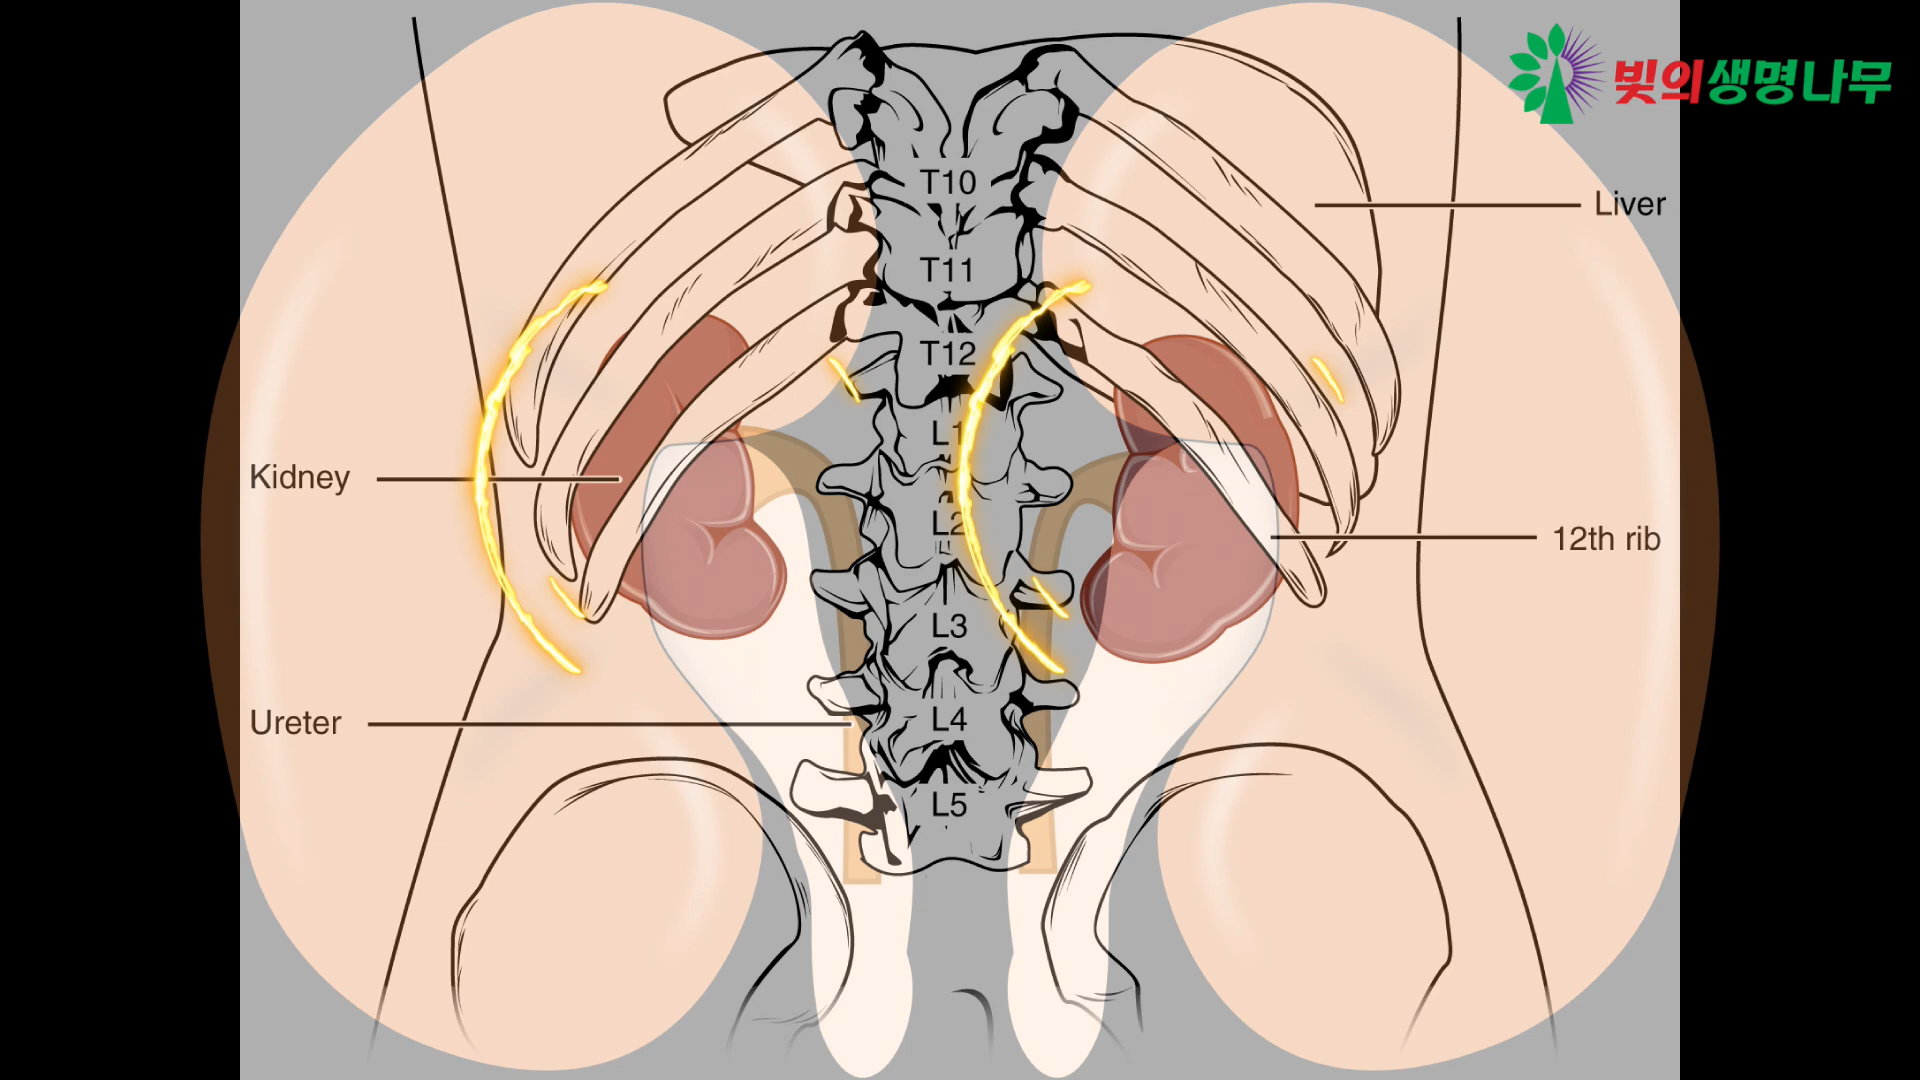 빛의생명나무
T10
Liver
T11
T12
L1
Kidney
L2
12th rib
L3
Ureter
L4
L5